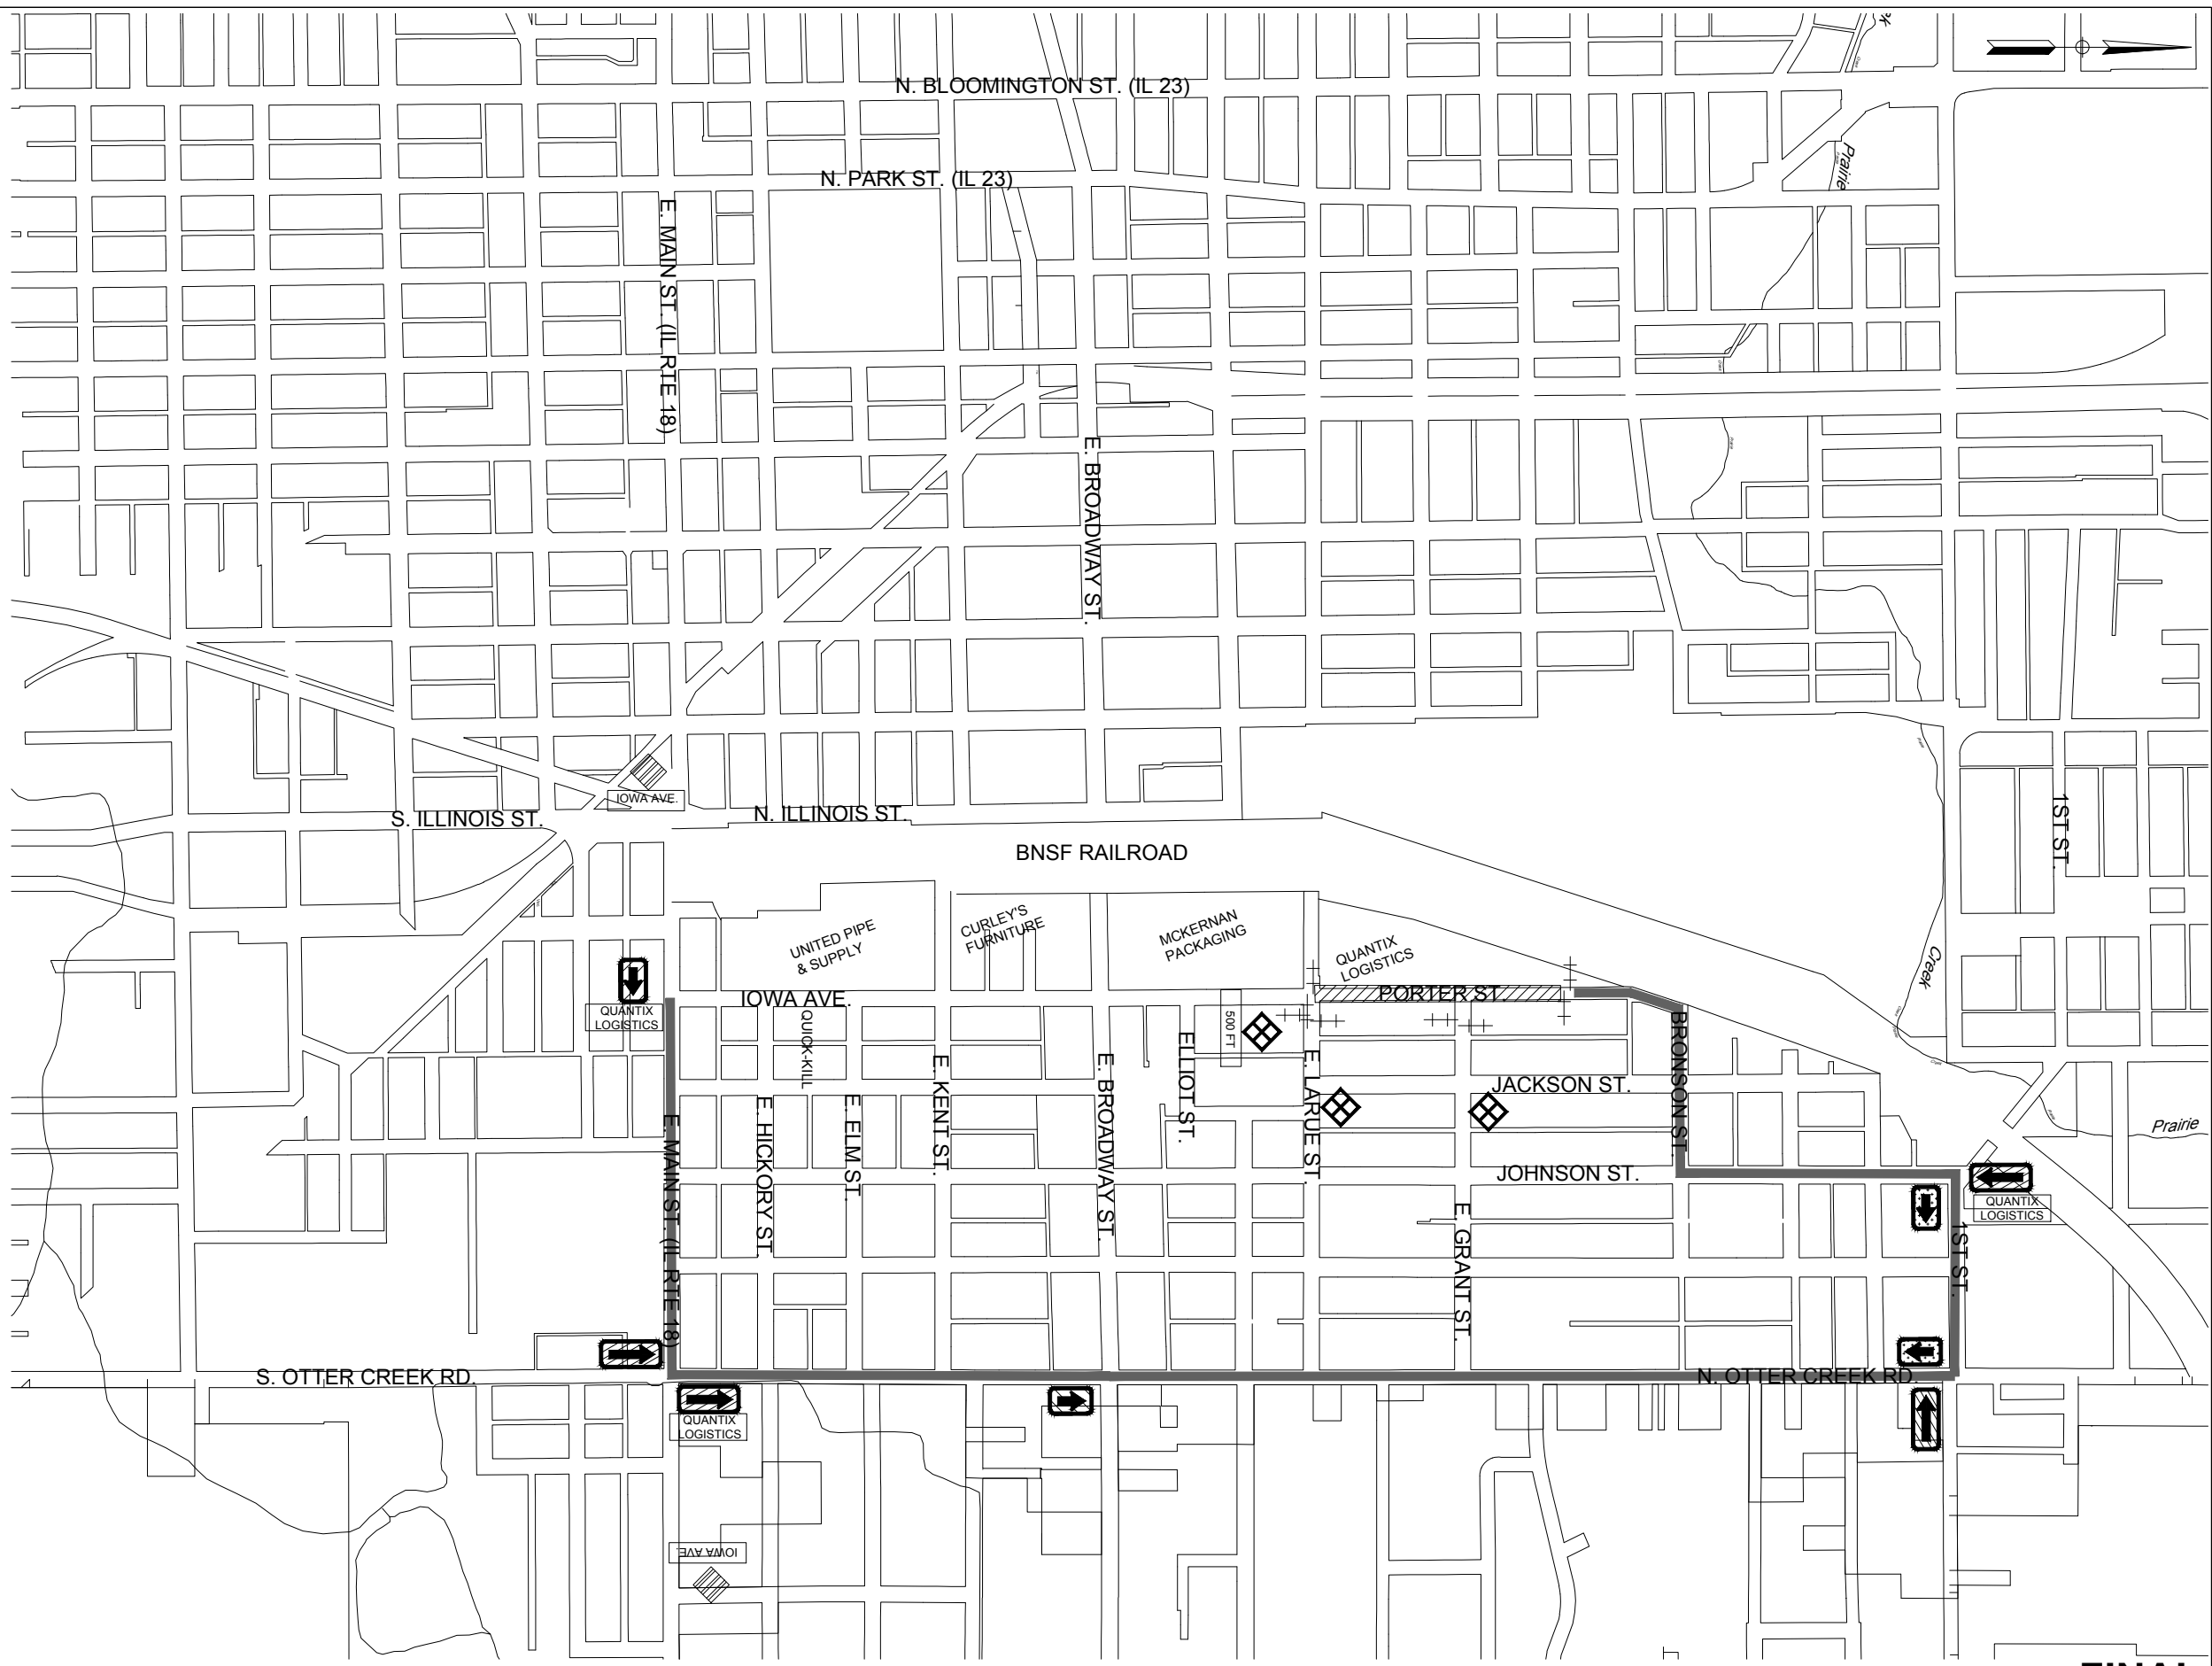 N. BLOOMINGTON ST. (IL 23)
N. PARK ST. (IL 23)
Prairie
E. MAIN ST. (IL RTE 18)
E. BROADWAY ST.
IOWA AVE.
S. ILLINOIS ST.
N. ILLINOIS ST.
BNSF RAILROAD
1ST ST.
Creek
UNITED PIPE
& SUPPLY
CURLEY'S
FURNITURE
MCKERNAN
PACKAGING
QUANTIX
LOGISTICS
QUANTIX
LOGISTICS
IOWA AVE.
PORTER ST.
QUICK-KILL
500 FT
BRONSON ST.
E. KENT ST.
E. BROADWAY ST.
ELLIOT ST.
E. LARUE ST.
JACKSON ST.
E. MAIN ST. (IL RTE 18)
E. HICKORY ST.
E. ELM ST.
JOHNSON ST.
E. GRANT ST.
Prairie
QUANTIX
LOGISTICS
1ST ST.
S. OTTER CREEK RD.
N. OTTER CREEK RD.
QUANTIX
LOGISTICS
IOWA AVE.